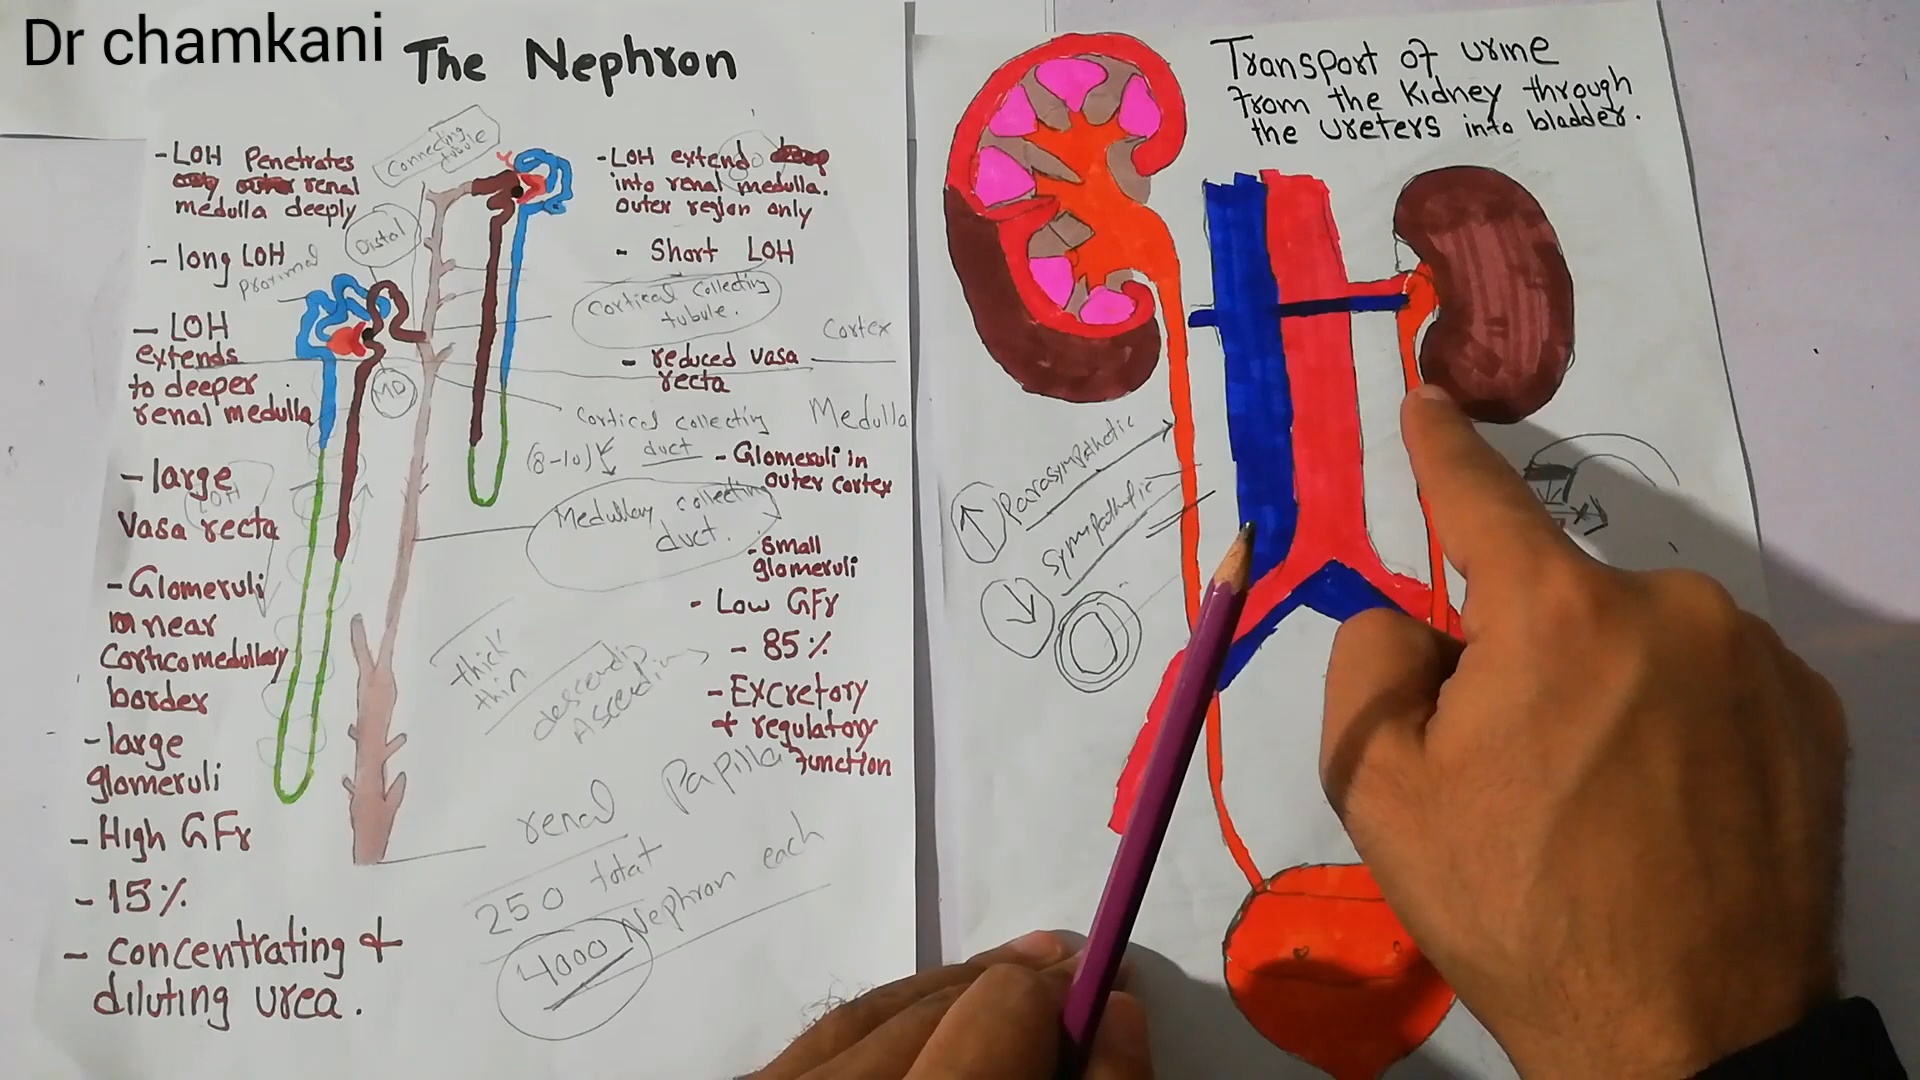 Dr chamkani
The Nephron
Connecting
tubule
- LOH Penetrates
renal
medulla deeply
Distal
- long LOH
Proximal
- LOH
extends
to deeper
renal medulla
MD
- large
LOH
Vasa recta
- Glomeruli
near
Corticomedullary
border
- large
glomeruli
- High GFr
- 15%
- concentrating +
diluting urea.
- LOH extend
into renal medulla.
outer region only
- Short LOH
Cortical Collecting
tubule.
Cortex
- reduced vasa
recta
Cortical collecting
duct
Medulla
(8-10)
- Glomeruli in
outer cortex
Medullary collecting
duct.
- Small
glomeruli
- Low GFr
- 85%
- Excretory
+ regulatory
function
thick
thin
Ascending
renal Papilla
250 total
4000 Nephron each
Transport of urine
from the Kidney through
the ureters into bladder.
Parasympathetic
Sympathetic